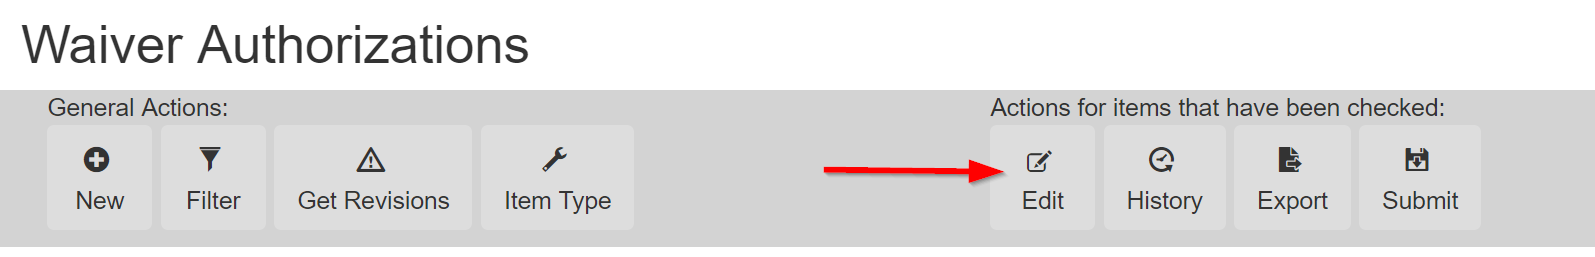 Waiver Authorizations
General Actions:
New Filter Get Revisions Item Type
Actions for items that have been checked:
Edit History Export Submit